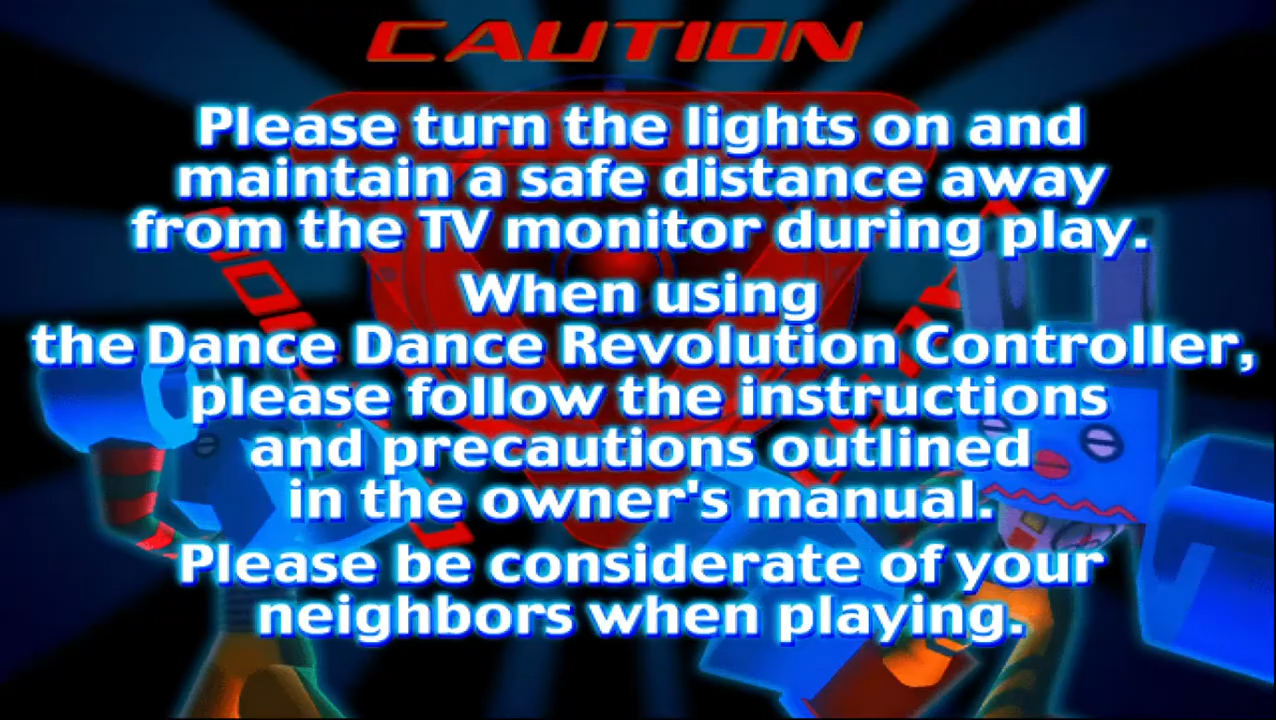 CAUTION
Please turn the lights on and
maintain a safe distance away
from the TV monitor during play.
When using
the Dance Dance Revolution Controller,
please follow the instructions
and precautions outlined
in the owner's manual.
Please be considerate of your
neighbors when playing.